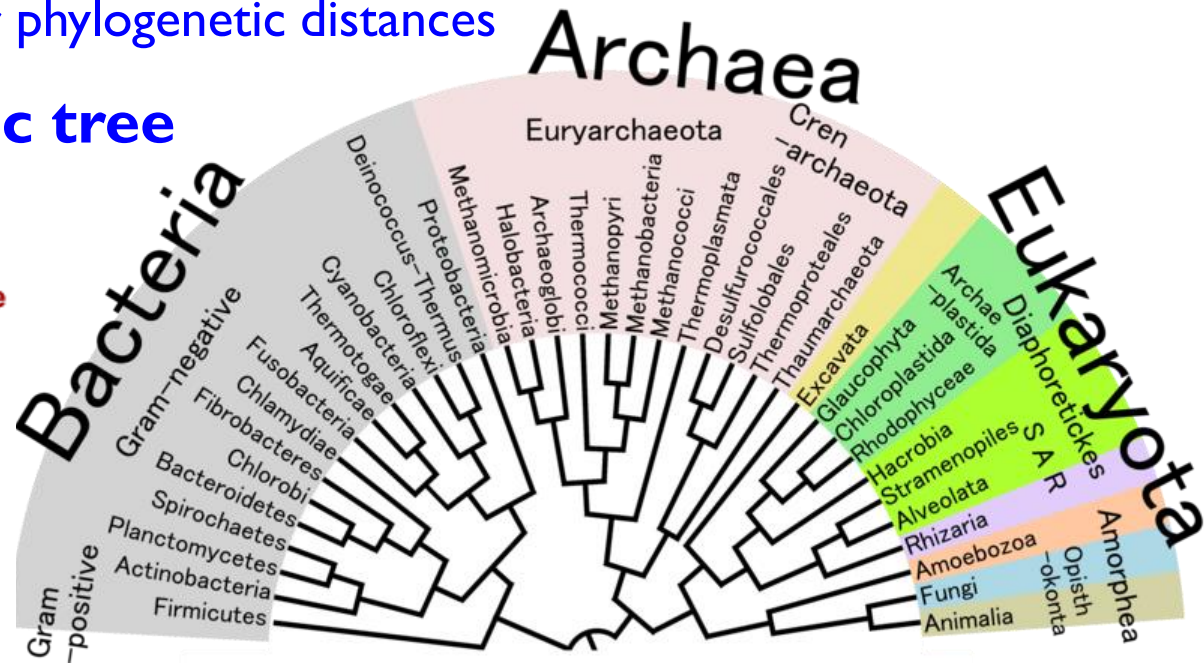 phylogenetic distances
c tree
e
Bacteria
Archaea
Eukaryota
Gram
-positive
Gram-negative
Euryarchaeota
Cren
-archaeota
Archae
-plastida
Diaphoretickes
S A R
Amorphea
Opisth
-okonta
Firmicutes
Actinobacteria
Planctomycetes
Spirochaetes
Bacteroidetes
Chlorobi
Fibrobacteres
Chlamydiae
Fusobacteria
Aquificae
Thermotogae
Cyanobacteria
Chloroflexi
Deinococcus-Thermus
Proteobacteria
Methanomicrobia
Halobacteria
Archaeoglobi
Thermococci
Methanopyri
Methanobacteria
Methanococci
Thermoplasmata
Desulfurococcales
Sulfolobales
Thermoproteales
Thaumarchaeota
Excavata
Glaucophyta
Chloroplastida
Rhodophyceae
Hacrobia
Stramenopiles
Alveolata
Rhizaria
Amoebozoa
Fungi
Animalia